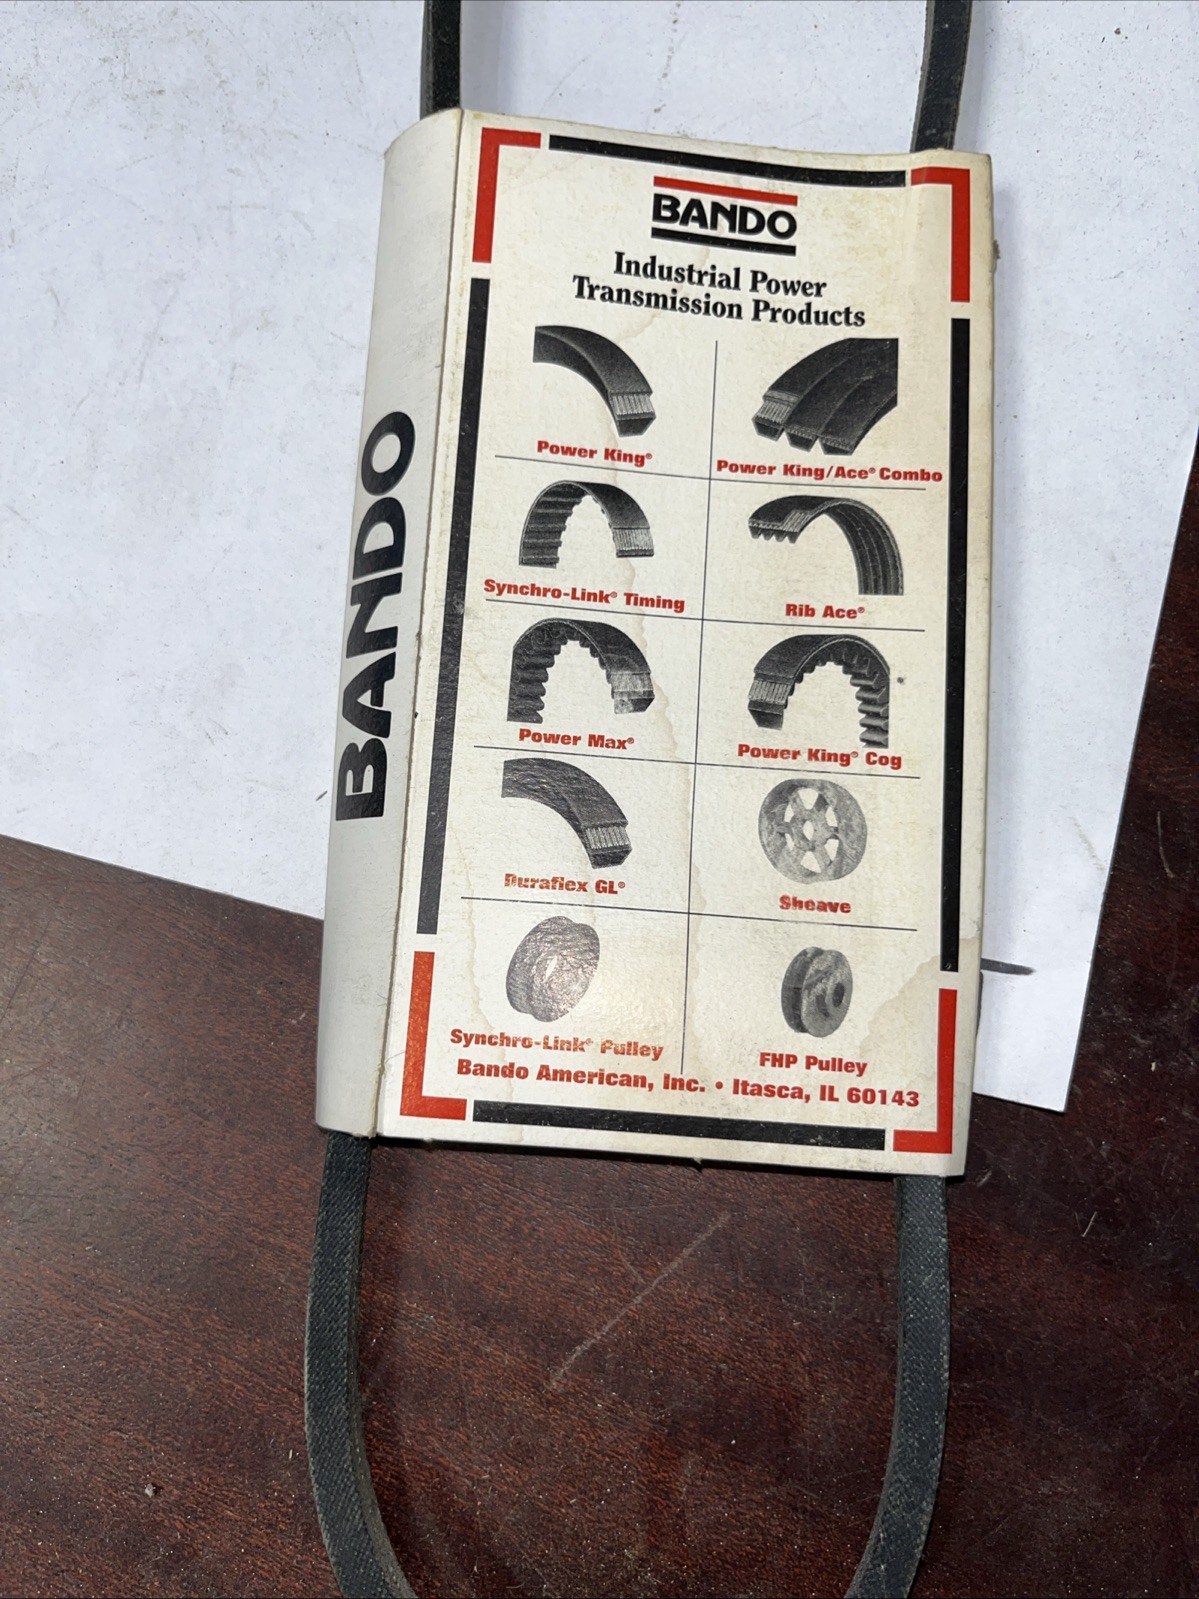 BANDO
BANDO
Industrial Power
Transmission Products
Power King®
Power King/Ace® Combo
Synchro-Link® Timing
Rib Ace®
Power Max®
Power King® Cog
Duraflex GL®
Sheave
Synchro-Link® Pulley
FHP Pulley
Bando American, Inc. • Itasca, IL 60143